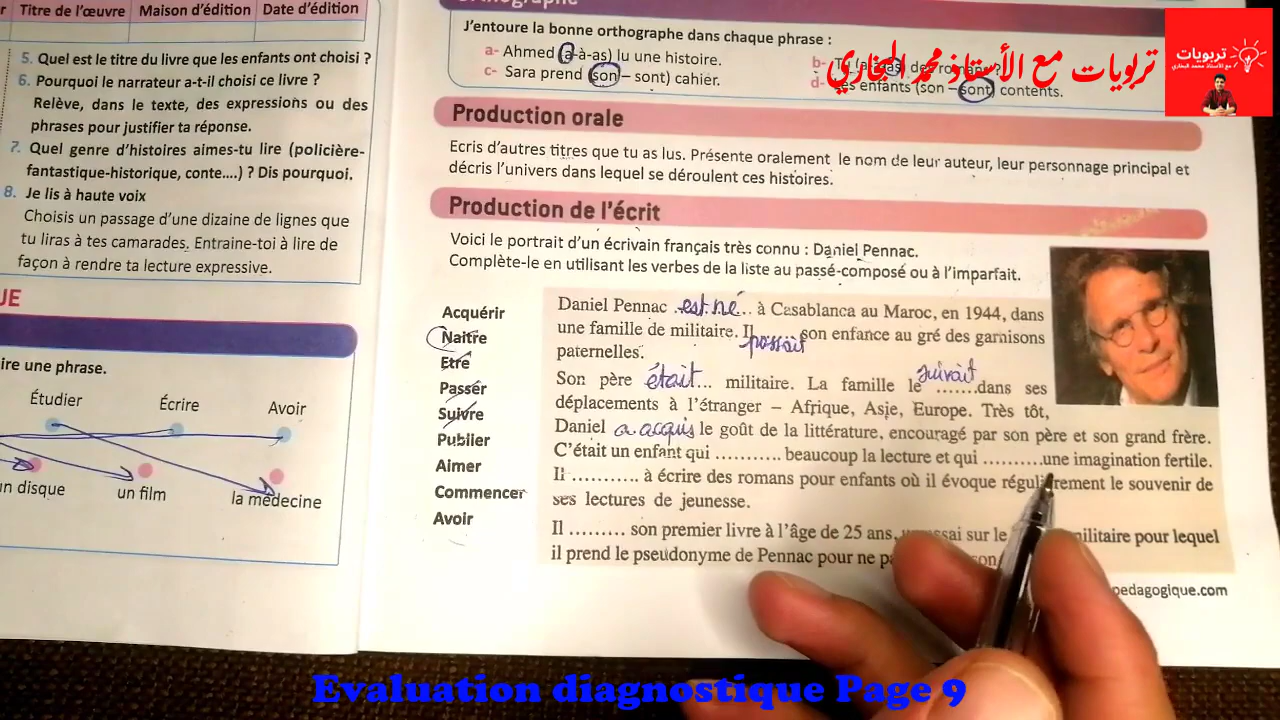 r Titre de l'œuvre Maison d'édition Date d'édition
5. Quel est le titre du livre que les enfants ont choisi ?
6. Pourquoi le narrateur a-t-il choisi ce livre ?
Relève, dans le texte, des expressions ou des
phrases pour justifier ta réponse.
7. Quel genre d'histoires aimes-tu lire (policière-
fantastique-historique, conte....) ? Dis pourquoi.
8. Je lis à haute voix
Choisis un passage d'une dizaine de lignes que
tu liras à tes camarades. Entraine-toi à lire de
façon à rendre ta lecture expressive.
UE
ire une phrase.
Étudier Écrire Avoir
un disque un film la médecine
J'entoure la bonne orthographe dans chaque phrase :
a- Ahmed (a-à-as) lu une histoire.
b-
c- Sara prend (son – sont) cahier.
d- Les enfants (son – sont) contents.
تربويات مع الأستاذ محمد البخاري
تربويات
مع الأستاذ محمد البخاري
Production orale
Ecris d'autres titres que tu as lus. Présente oralement le nom de leur auteur, leur personnage principal et
décris l'univers dans lequel se déroulent ces histoires.
Production de l'écrit
Voici le portrait d'un écrivain français très connu : Daniel Pennac.
Complète-le en utilisant les verbes de la liste au passé-composé ou à l'imparfait.
Acquérir
Naitre
Etre
Passer
Suivre
Publier
Aimer
Commencer
Avoir
Daniel Pennac est né à Casablanca au Maroc, en 1944, dans
une famille de militaire. Il passait son enfance au gré des garnisons
paternelles.
Son père était... militaire. La famille le suivait .......dans ses
déplacements à l'étranger – Afrique, Asie, Europe. Très tôt,
Daniel a acquis le goût de la littérature, encouragé par son père et son grand frère.
C'était un enfant qui ........... beaucoup la lecture et qui ..........une imagination fertile.
Il ........... à écrire des romans pour enfants où il évoque régulièrement le souvenir de
ses lectures de jeunesse.
Il ......... son premier livre à l'âge de 25 ans, essai sur le militaire pour lequel
il prend le pseudonyme de Pennac pour ne son
pedagogique.com
Evaluation diagnostique Page 9